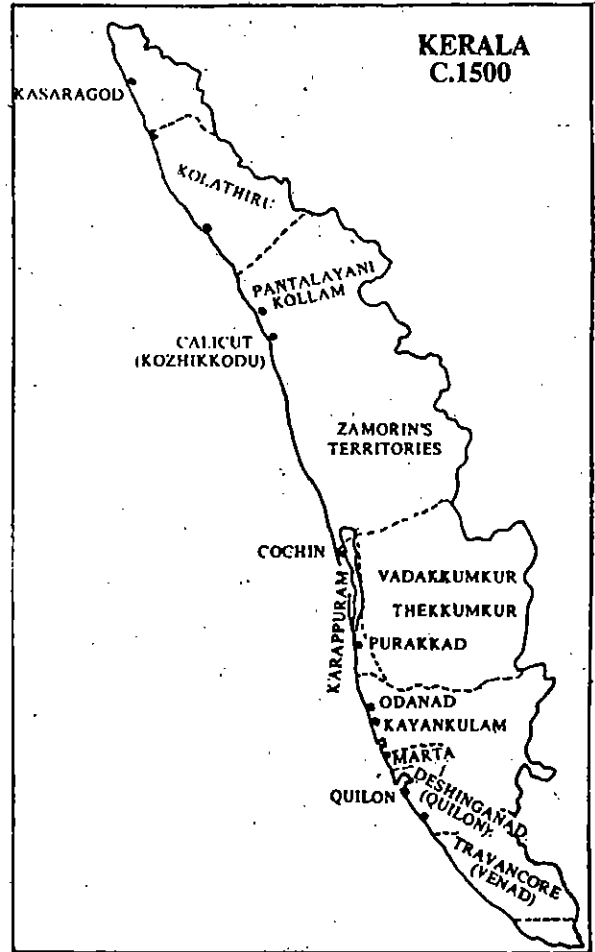 KERALA
C.1500
KASARAGOD
KOLATHIRU
PANTALAYANI
KOLLAM
CALICUT
(KOZHIKKODU)
ZAMORIN'S
TERRITORIES
COCHIN
VADAKKUMKUR
THEKKUMKUR
KARAPPURAM
PURAKKAD
ODANAD
KAYANKULAM
MARTA
DESHINGANAD
(QUILON)
QUILON
TRAVANCORE
(VENAD)